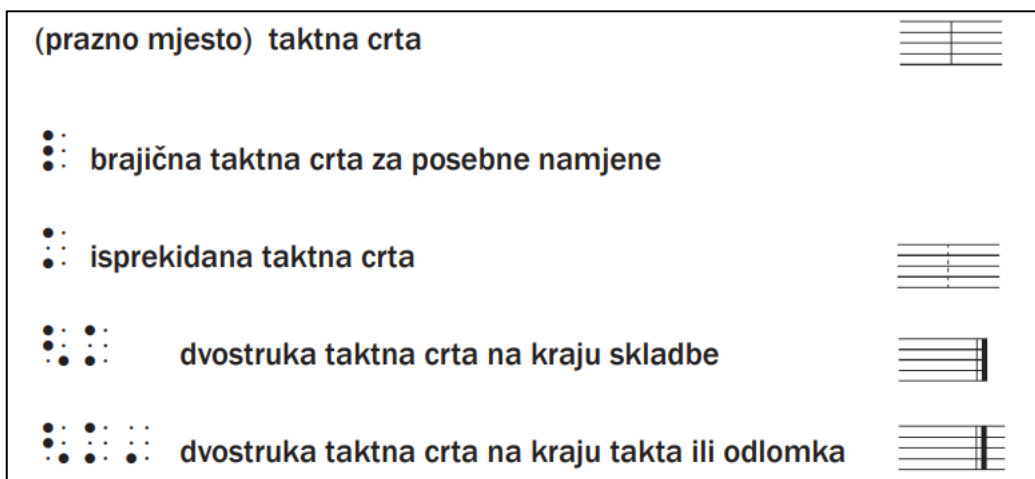 (prazno mjesto) taktna crta
⠇ brajična taktna crta za posebne namjene
⠅ isprekidana taktna crta
⠣⠅ dvostruka taktna crta na kraju skladbe
⠣⠅⠄ dvostruka taktna crta na kraju takta ili odlomka